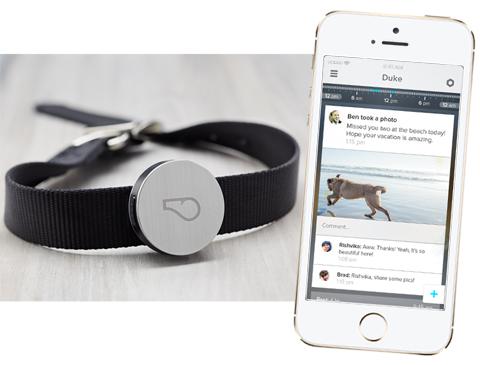 Duke
12 pm
6 am
12 pm
6 pm
12 am
Ben took a photo
Missed you two at the beach today!
Hope your vacation is amazing.
1:15 pm
Comment...
Rishvika: Aww. Thanks! Yeah, it's so
beautiful here!
Brad: Rishvika, share some pics!